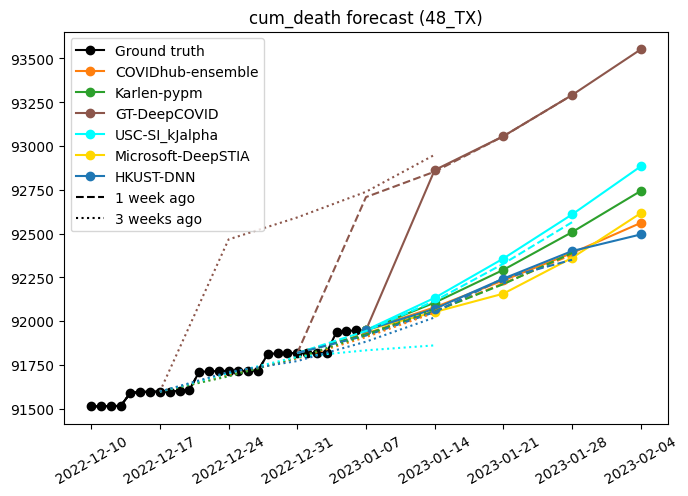 cum_death forecast (48_TX)
Ground truth
COVIDhub-ensemble
Karlen-pypm
GT-DeepCOVID
USC-SI_kJalpha
Microsoft-DeepSTIA
HKUST-DNN
1 week ago
3 weeks ago
93500
93250
93000
92750
92500
92250
92000
91750
91500
2022-12-10
2022-12-17
2022-12-24
2022-12-31
2023-01-07
2023-01-14
2023-01-21
2023-01-28
2023-02-04